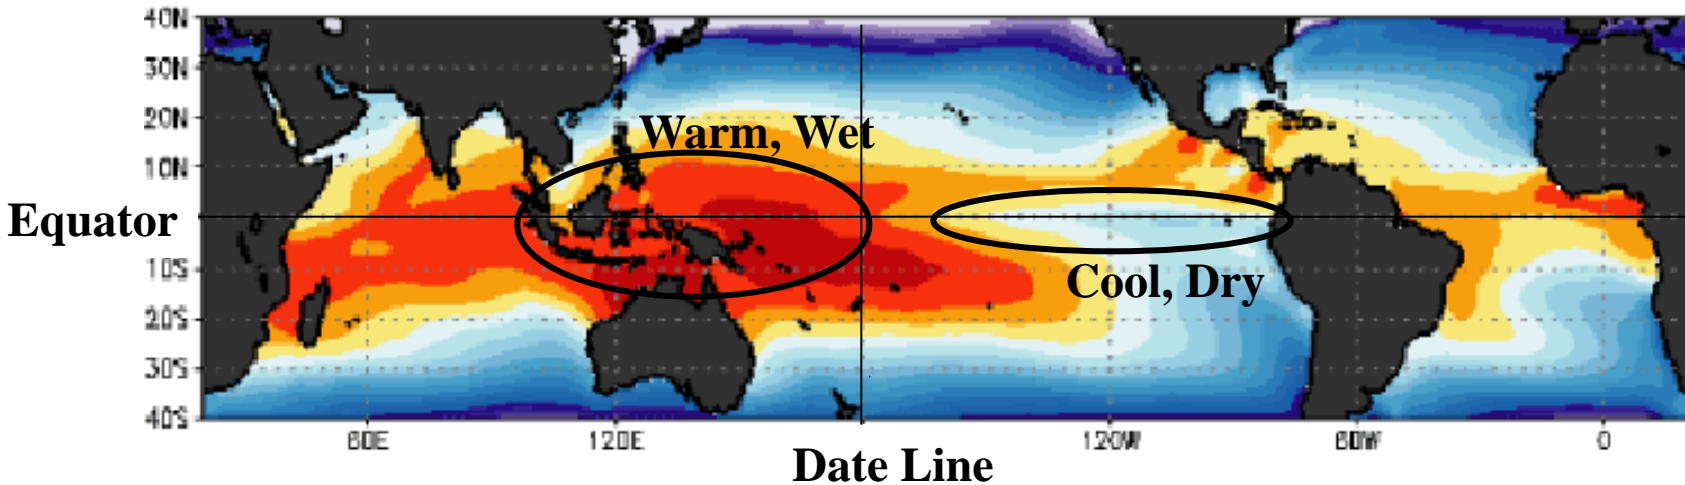 40N
30N
20N
Warm, Wet
10N
Equator
10S
Cool, Dry
20S
30S
40S
60E
120E
120W
60W
0
Date Line